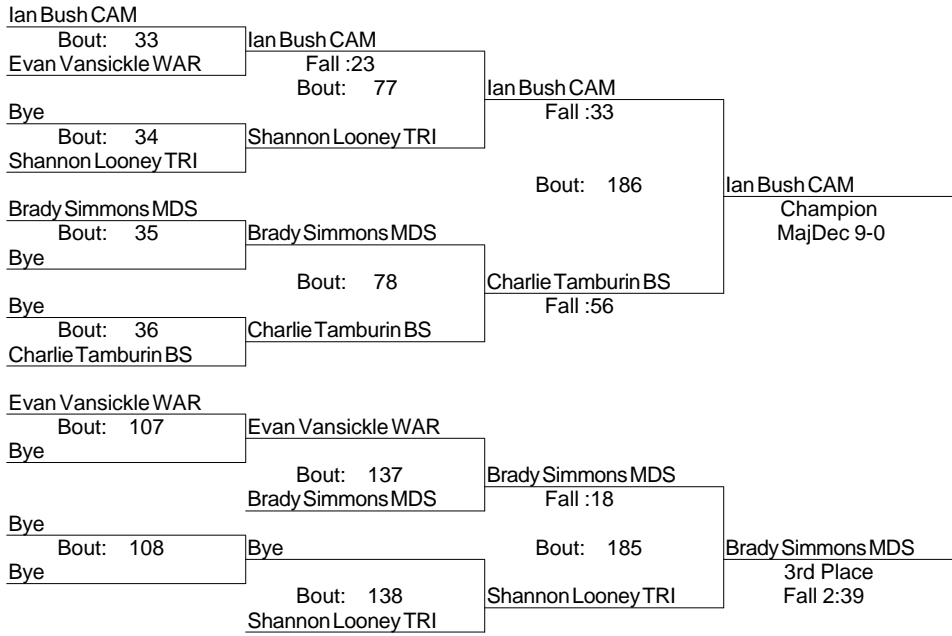 Ian Bush CAM
Bout: 33
Evan Vansickle WAR
Ian Bush CAM
Fall :23
Bout: 77
Bye
Bout: 34
Shannon Looney TRI
Shannon Looney TRI
Ian Bush CAM
Fall :33
Bout: 186
Brady Simmons MDS
Bout: 35
Bye
Brady Simmons MDS
Bout: 78
Bye
Bout: 36
Charlie Tamburin BS
Charlie Tamburin BS
Charlie Tamburin BS
Fall :56
Ian Bush CAM
Champion
MajDec 9-0
Evan Vansickle WAR
Bout: 107
Bye
Evan Vansickle WAR
Bout: 137
Brady Simmons MDS
Brady Simmons MDS
Fall :18
Bout: 185
Bye
Bout: 108
Bye
Bye
Bout: 138
Shannon Looney TRI
Shannon Looney TRI
Brady Simmons MDS
3rd Place
Fall 2:39